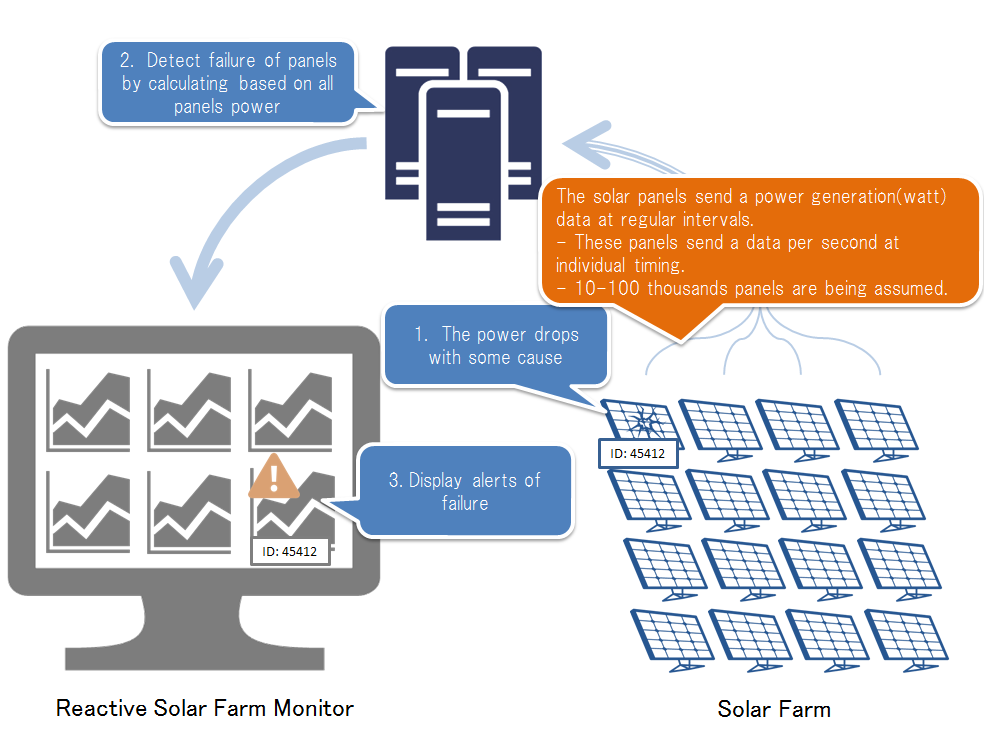 2. Detect failure of panels
by calculating based on all
panels power
The solar panels send a power generation(watt)
data at regular intervals.
- These panels send a data per second at
individual timing.
- 10-100 thousands panels are being assumed.
1. The power drops
with some cause
ID: 45412
3. Display alerts of
failure
ID: 45412
Reactive Solar Farm Monitor
Solar Farm